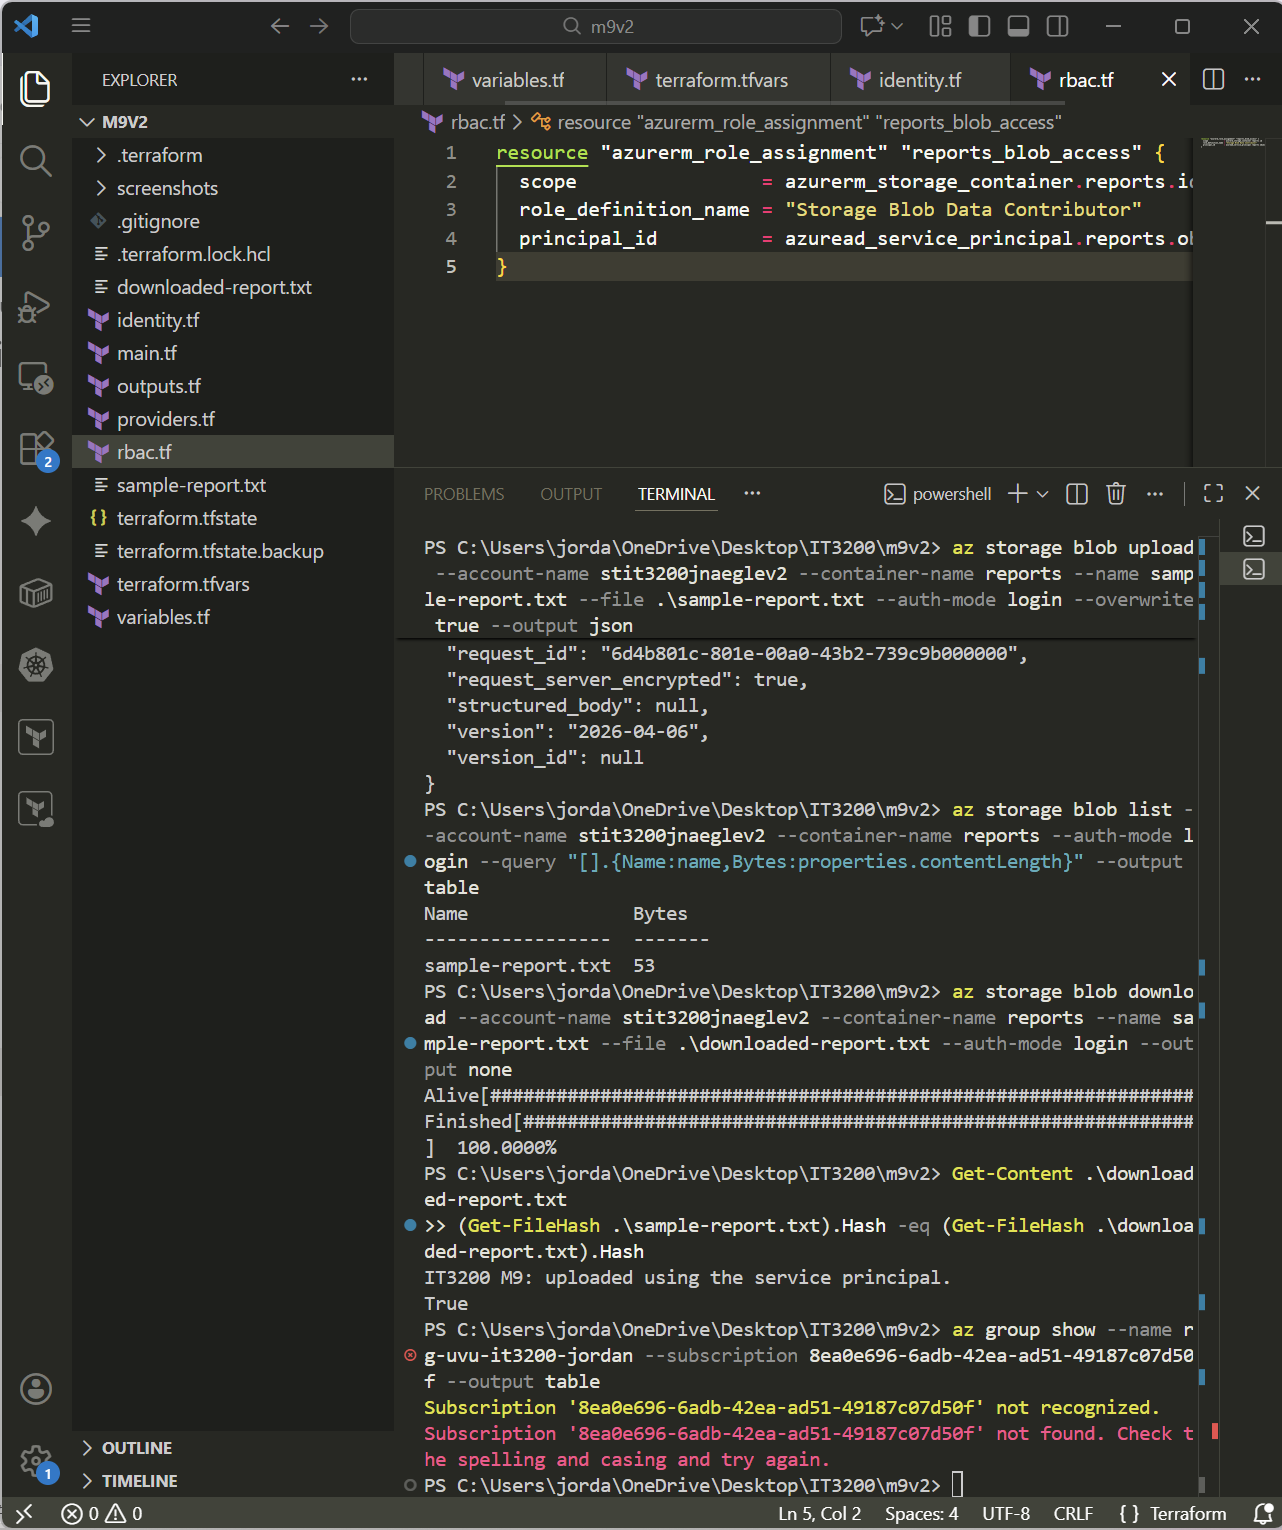 m9v2
EXPLORER
variables.tf
terraform.tfvars
identity.tf
rbac.tf
M9V2
.terraform
screenshots
.gitignore
.terraform.lock.hcl
downloaded-report.txt
identity.tf
main.tf
outputs.tf
providers.tf
rbac.tf
sample-report.txt
{} terraform.tfstate
terraform.tfstate.backup
terraform.tfvars
variables.tf
2
rbac.tf > resource "azurerm_role_assignment" "reports_blob_access"
1 resource "azurerm_role_assignment" "reports_blob_access" {
2 scope = azurerm_storage_container.reports.id
3 role_definition_name = "Storage Blob Data Contributor"
4 principal_id = azuread_service_principal.reports.ob
5 }
PROBLEMS OUTPUT TERMINAL ... powershell
PS C:\Users\jorda\OneDrive\Desktop\IT3200\m9v2> az storage blob upload
--account-name stit3200jnaeglev2 --container-name reports --name samp
le-report.txt --file .\sample-report.txt --auth-mode login --overwrite
true --output json
"request_id": "6d4b801c-801e-00a0-43b2-739c9b000000",
"request_server_encrypted": true,
"structured_body": null,
"version": "2026-04-06",
"version_id": null
}
PS C:\Users\jorda\OneDrive\Desktop\IT3200\m9v2> az storage blob list -
-account-name stit3200jnaeglev2 --container-name reports --auth-mode l
ogin --query "[].{Name:name,Bytes:properties.contentLength}" --output
table
Name Bytes
----------------- -------
sample-report.txt 53
PS C:\Users\jorda\OneDrive\Desktop\IT3200\m9v2> az storage blob downlo
ad --account-name stit3200jnaeglev2 --container-name reports --name sa
mple-report.txt --file .\downloaded-report.txt --auth-mode login --out
put none
Alive[################################################################
Finished[#############################################################
] 100.0000%
PS C:\Users\jorda\OneDrive\Desktop\IT3200\m9v2> Get-Content .\download
ed-report.txt
>> (Get-FileHash .\sample-report.txt).Hash -eq (Get-FileHash .\downloa
ded-report.txt).Hash
IT3200 M9: uploaded using the service principal.
True
PS C:\Users\jorda\OneDrive\Desktop\IT3200\m9v2> az group show --name r
g-uvu-it3200-jordan --subscription 8ea0e696-6adb-42ea-ad51-49187c07d50
f --output table
Subscription '8ea0e696-6adb-42ea-ad51-49187c07d50f' not recognized.
Subscription '8ea0e696-6adb-42ea-ad51-49187c07d50f' not found. Check t
he spelling and casing and try again.
PS C:\Users\jorda\OneDrive\Desktop\IT3200\m9v2>
OUTLINE
TIMELINE
1
0 0
Ln 5, Col 2 Spaces: 4 UTF-8 CRLF {} Terraform